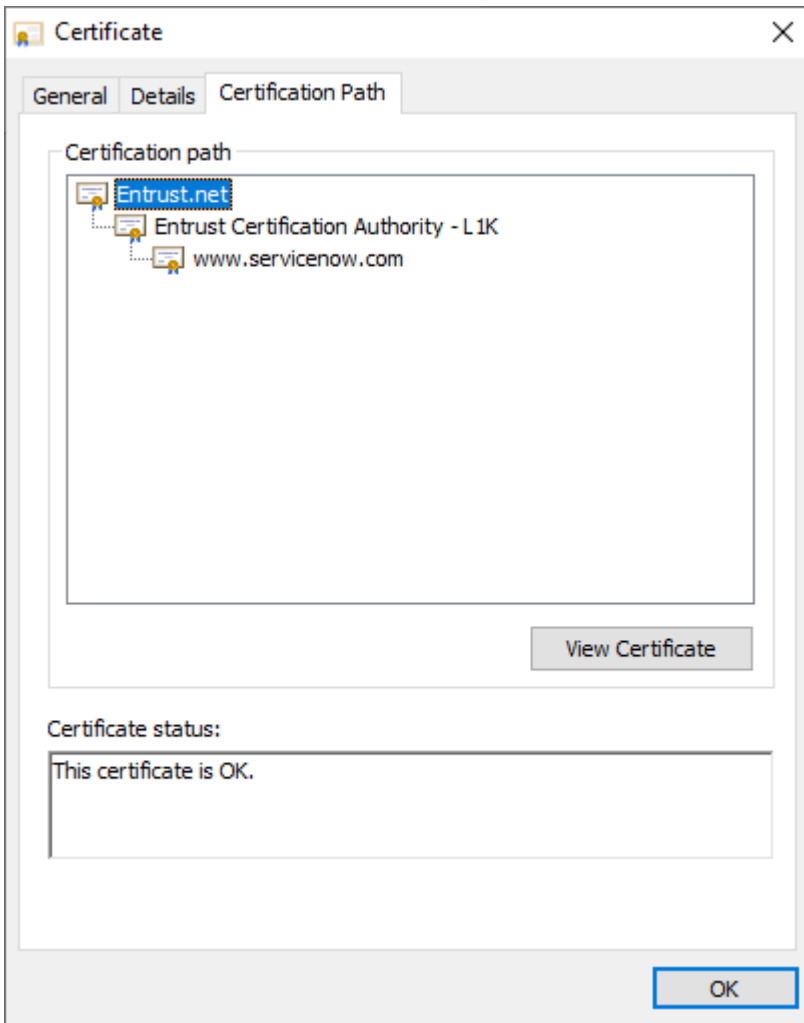 Certificate
General Details Certification Path
Certification path
Entrust.net
Entrust Certification Authority - L1K
www.servicenow.com
View Certificate
Certificate status:
This certificate is OK.
OK